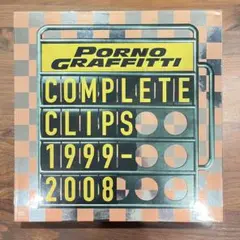 PORNO
GRAFFITTI
COMPLETE
CLIPS
1999-
2008